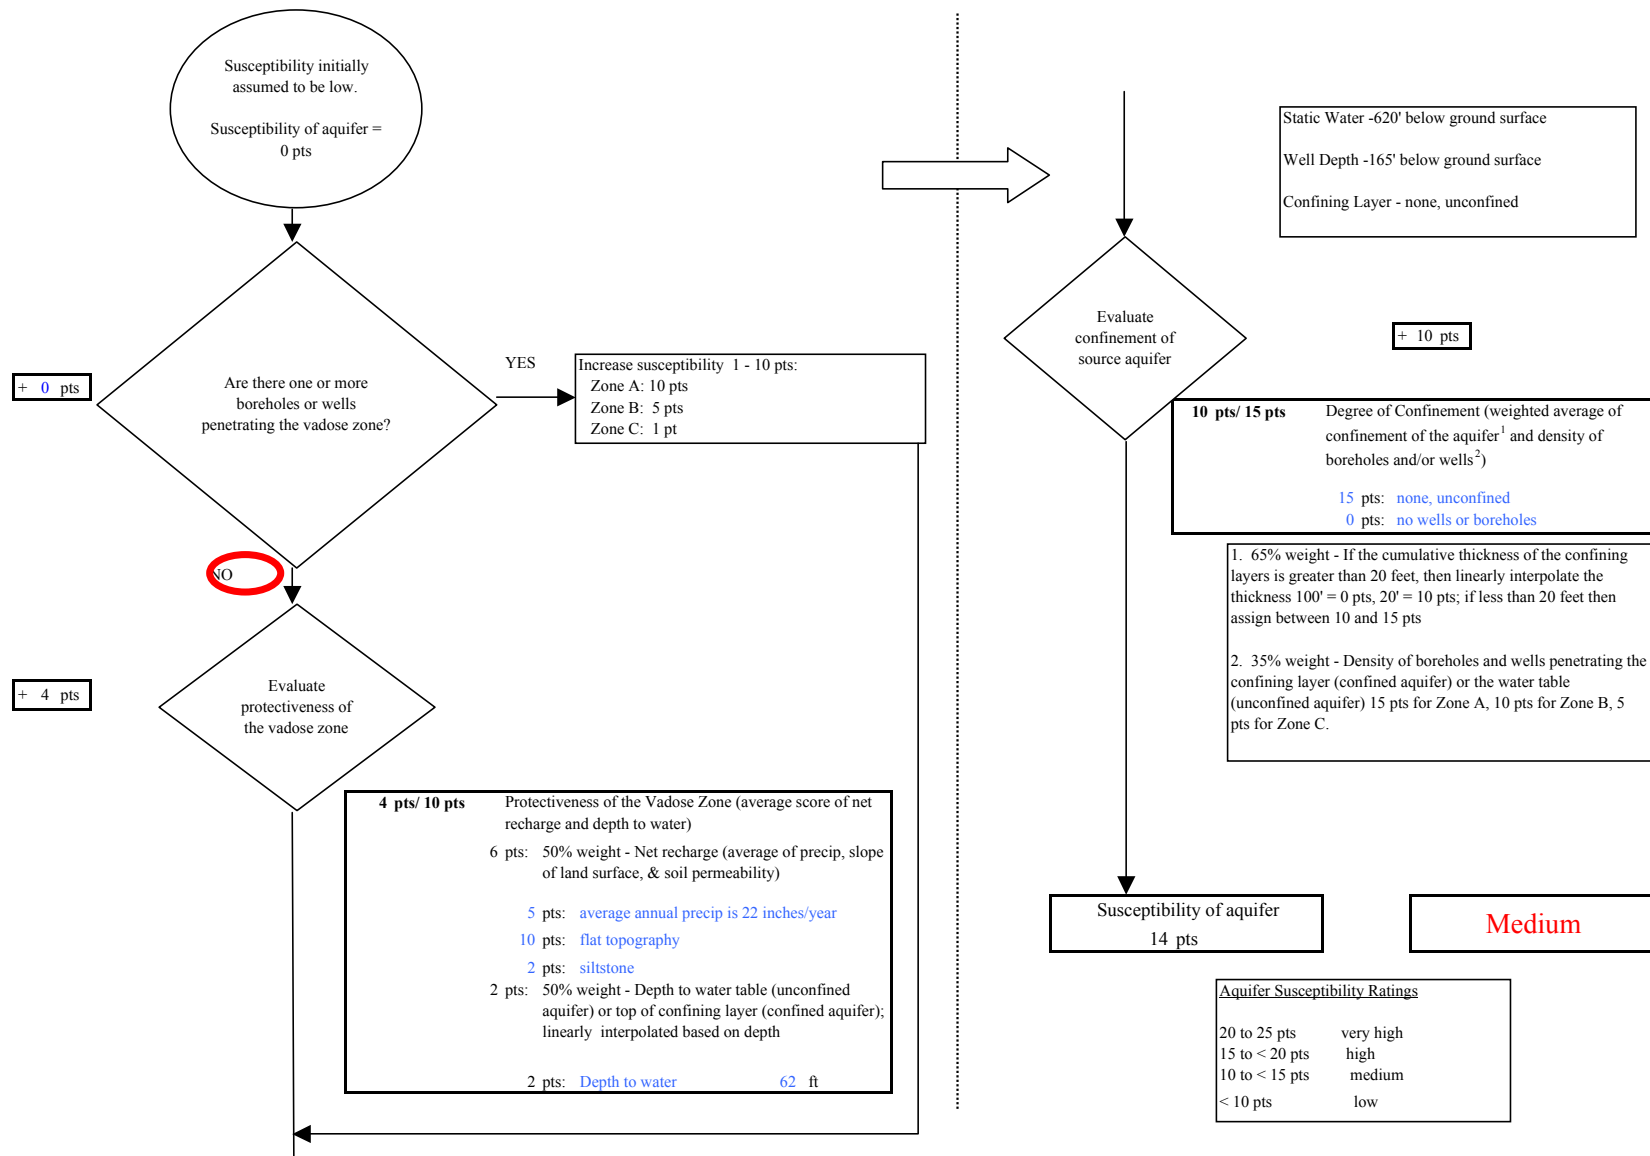 Susceptibility initially
assumed to be low.
Susceptibility of aquifer =
0 pts
+ 0 pts
Are there one or more
boreholes or wells
penetrating the vadose zone?
YES
Increase susceptibility 1 - 10 pts:
Zone A: 10 pts
Zone B: 5 pts
Zone C: 1 pt
NO
+ 4 pts
Evaluate
protectiveness of
the vadose zone
4 pts/ 10 pts Protectiveness of the Vadose Zone (average score of net
recharge and depth to water)
6 pts: 50% weight - Net recharge (average of precip, slope
of land surface, & soil permeability)
5 pts: average annual precip is 22 inches/year
10 pts: flat topography
2 pts: siltstone
2 pts: 50% weight - Depth to water table (unconfined
aquifer) or top of confining layer (confined aquifer);
linearly interpolated based on depth
2 pts: Depth to water 62 ft
Static Water -620' below ground surface
Well Depth -165' below ground surface
Confining Layer - none, unconfined
Evaluate
confinement of
source aquifer
+ 10 pts
10 pts/ 15 pts Degree of Confinement (weighted average of
confinement of the aquifer1 and density of
boreholes and/or wells2)
15 pts: none, unconfined
0 pts: no wells or boreholes
1. 65% weight - If the cumulative thickness of the confining
layers is greater than 20 feet, then linearly interpolate the
thickness 100' = 0 pts, 20' = 10 pts; if less than 20 feet then
assign between 10 and 15 pts
2. 35% weight - Density of boreholes and wells penetrating the
confining layer (confined aquifer) or the water table
(unconfined aquifer) 15 pts for Zone A, 10 pts for Zone B, 5
pts for Zone C.
Susceptibility of aquifer
14 pts
Medium
Aquifer Susceptibility Ratings
20 to 25 pts very high
15 to < 20 pts high
10 to < 15 pts medium
< 10 pts low